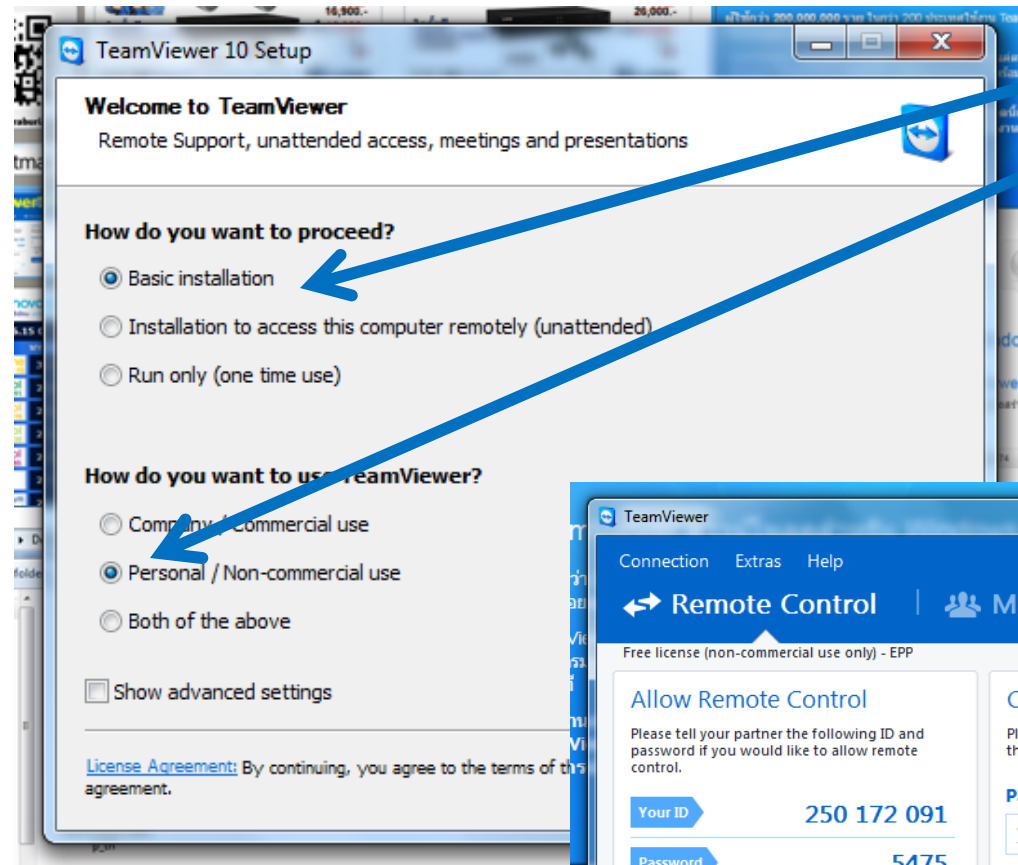 16,900.-
26,000.-
TeamViewer 10 Setup
Welcome to TeamViewer
Remote Support, unattended access, meetings and presentations
How do you want to proceed?
Basic installation
Installation to access this computer remotely (unattended)
Run only (one time use)
How do you want to use TeamViewer?
Company / Commercial use
Personal / Non-commercial use
Both of the above
Show advanced settings
License Agreement: By continuing, you agree to the terms of
agreement.
TeamViewer
Connection Extras Help
Remote Control
Free license (non-commercial use only) - EPP
Allow Remote Control
Please tell your partner the following ID and
password if you would like to allow remote
control.
Your ID 250 172 091
Password 5475